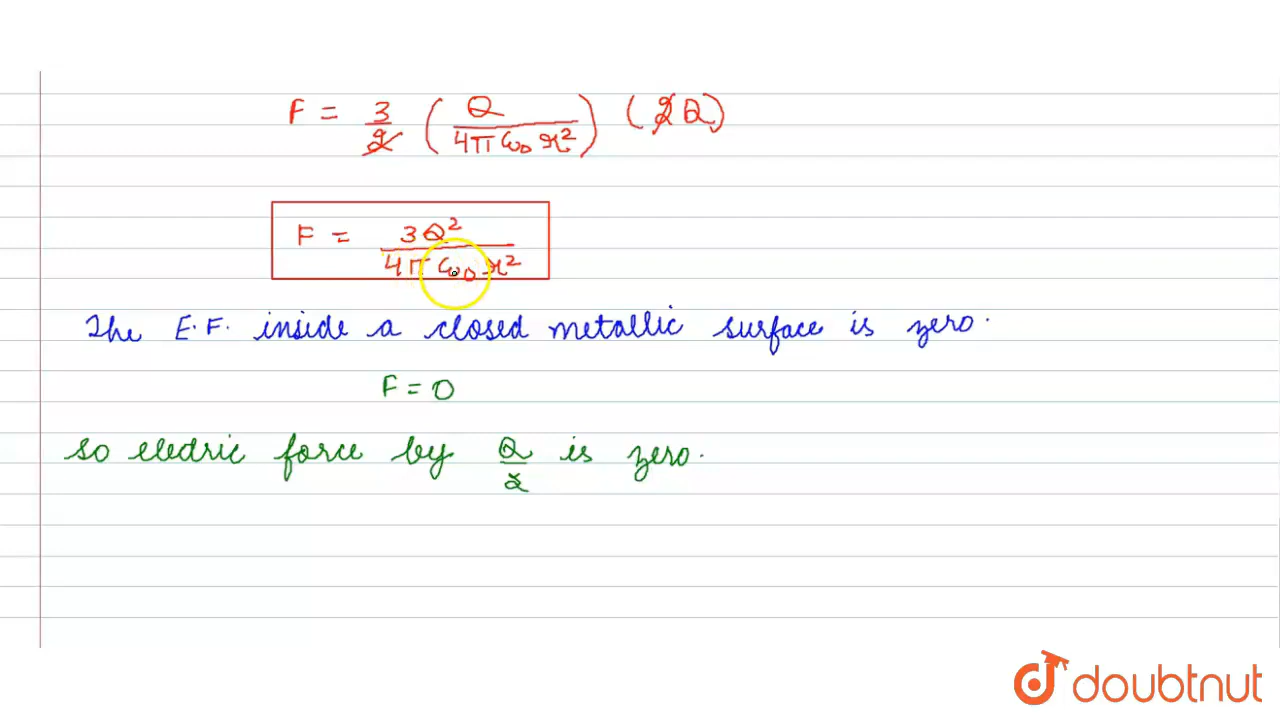 F = 3/2 (Q/4πε₀r²) (2Q)
F = 3Q²/4πε₀r²
The E.F. inside a closed metallic surface is zero.
F = 0
So electric force by Q/2 is zero.
doubtnut